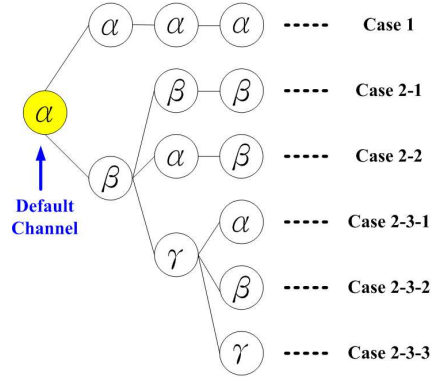 α α α Case 1
β β Case 2-1
α
α β Case 2-2
β
Default
Channel
α Case 2-3-1
γ
β Case 2-3-2
γ Case 2-3-3